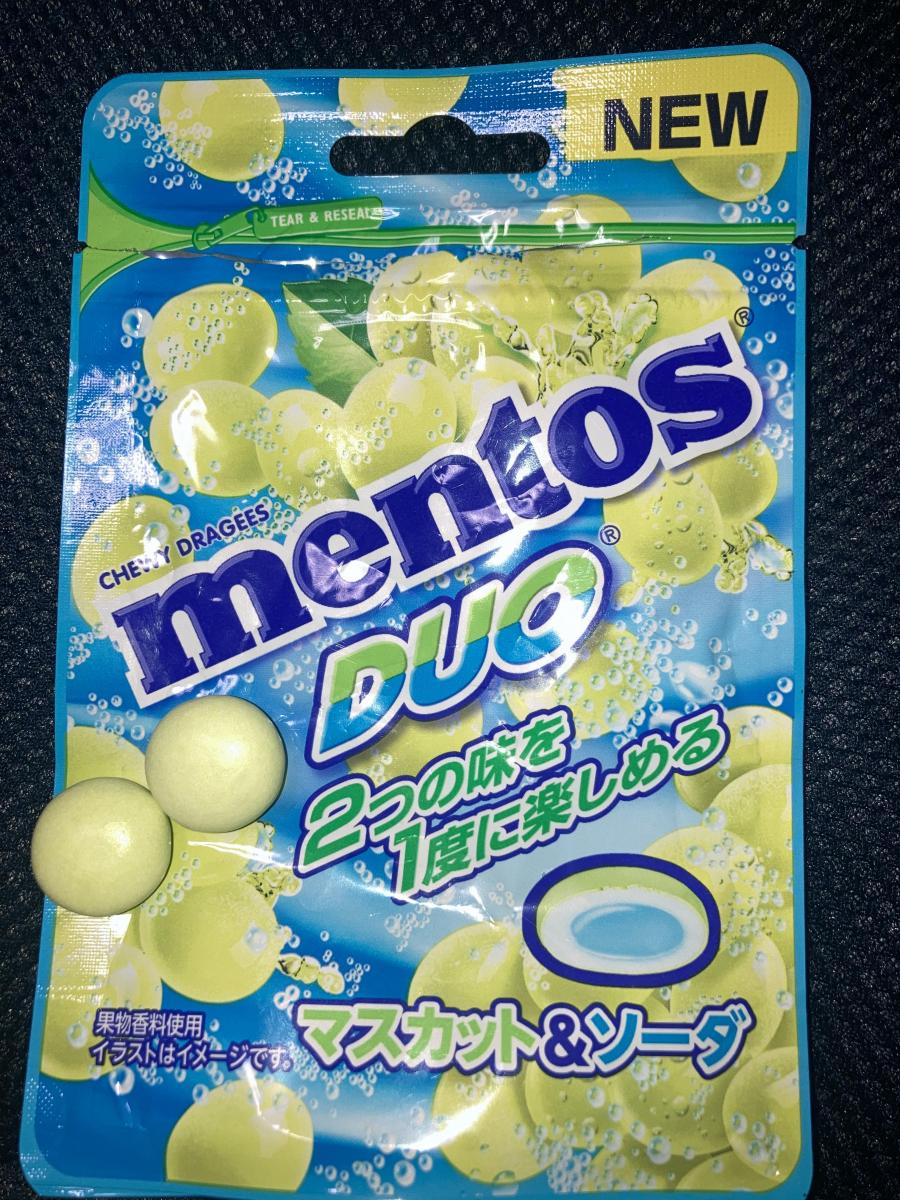 NEW
TEAR & RESEAL
mentos®
CHEWY DRAGEES
DUO®
2つの味を
1度に楽しめる
果物香料使用
イラストはイメージです。
マスカット&ソーダ